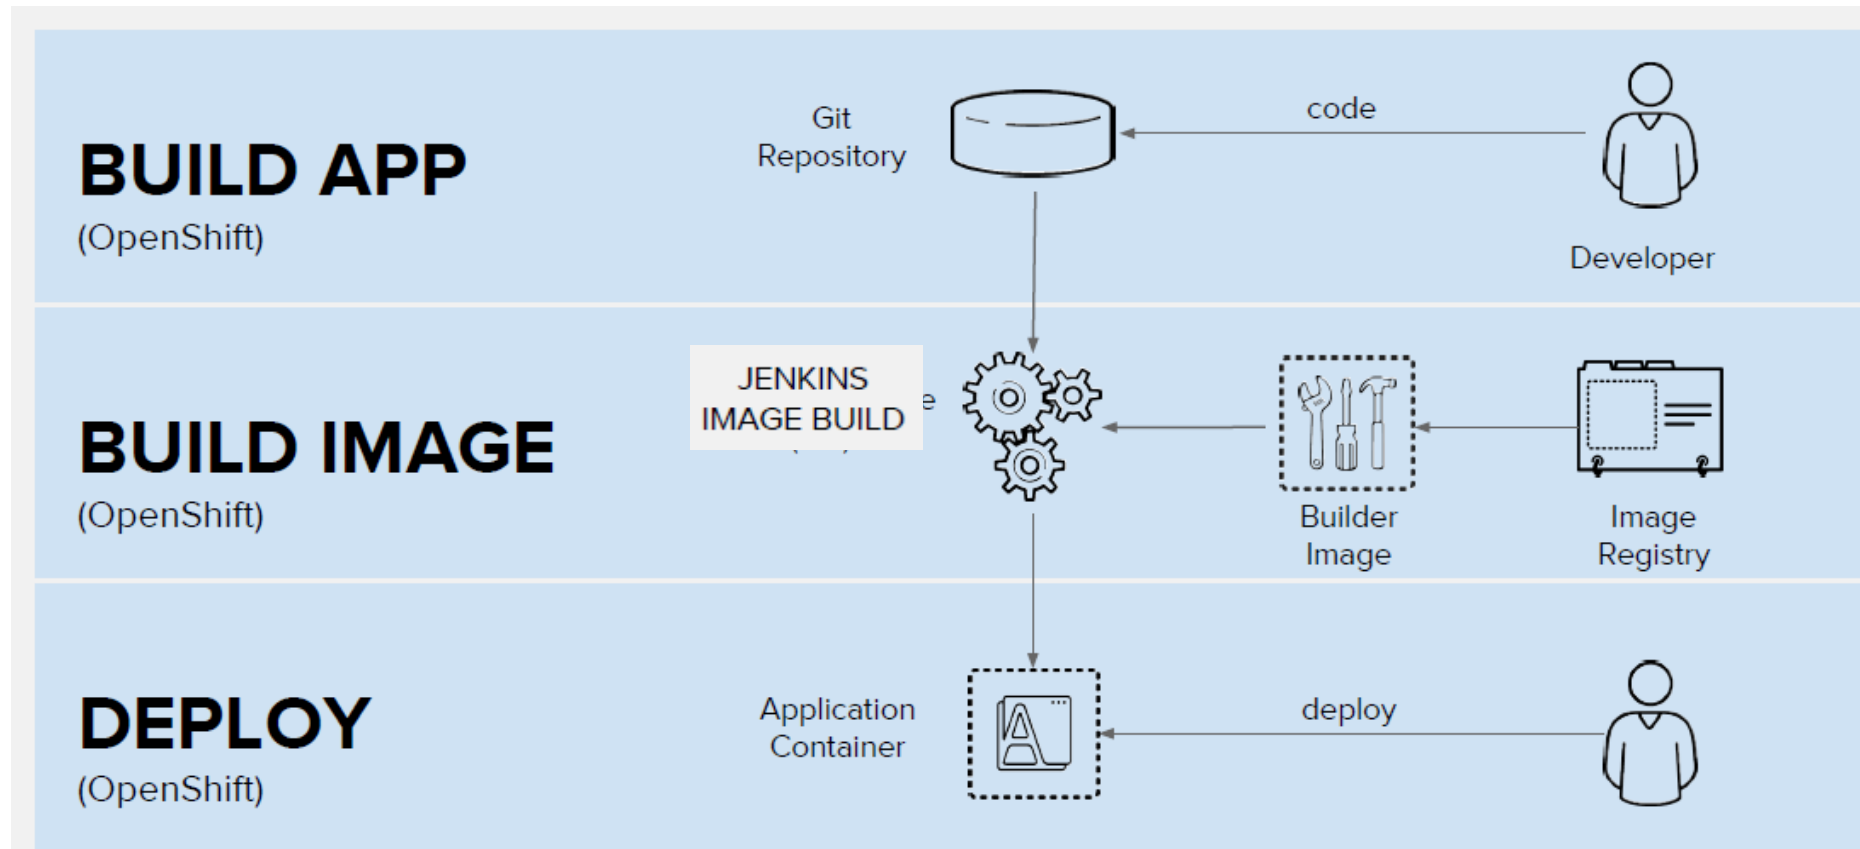 BUILD APP
(OpenShift)
Git
Repository
code
Developer
BUILD IMAGE
(OpenShift)
JENKINS
IMAGE BUILD
Builder
Image
Image
Registry
DEPLOY
(OpenShift)
Application
Container
deploy